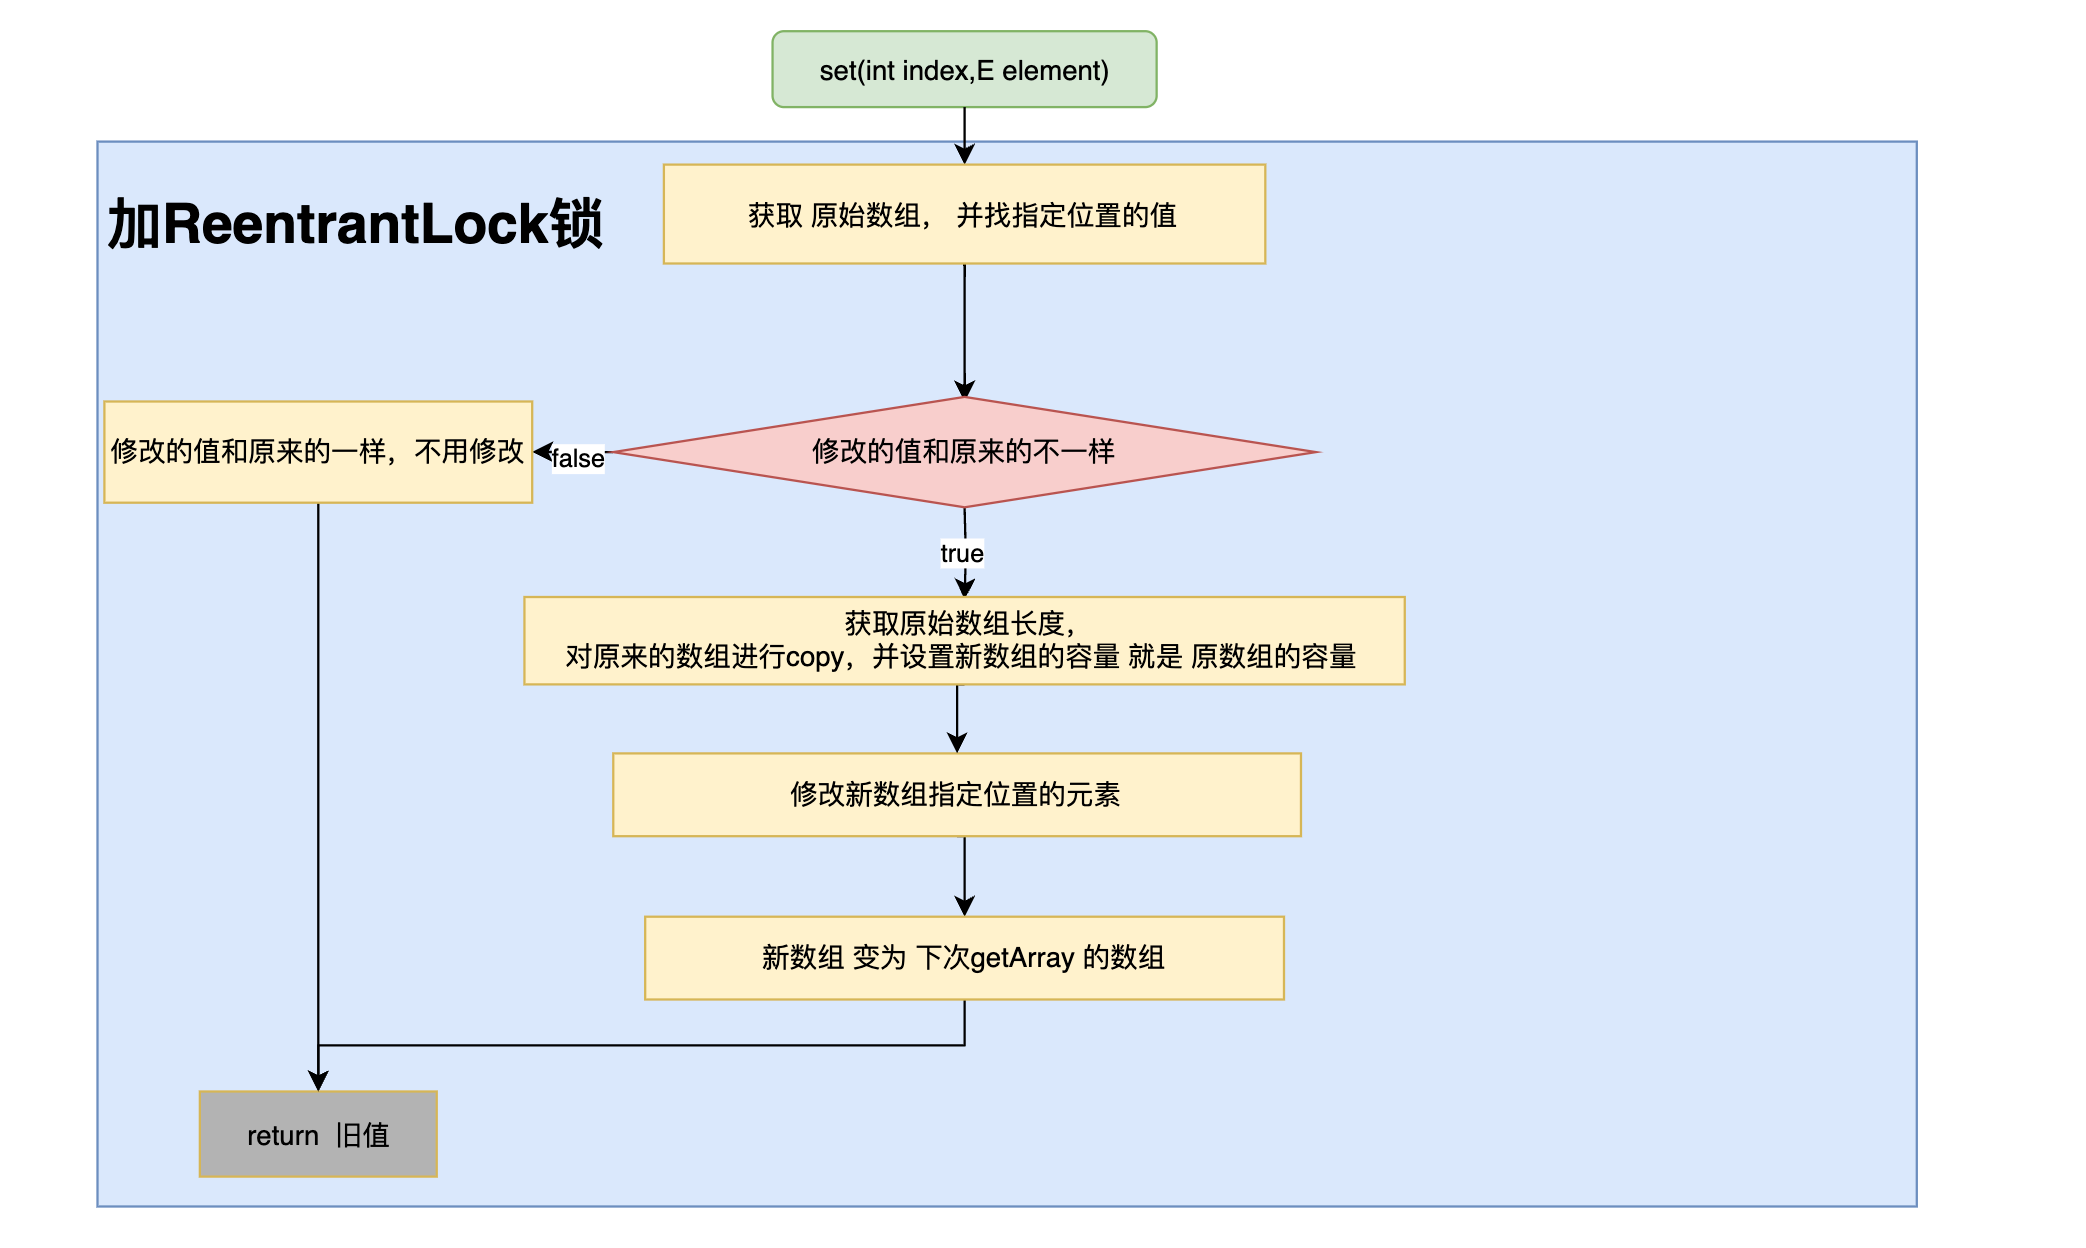 set(int index,E element)
加ReentrantLock锁
获取 原始数组， 并找指定位置的值
修改的值和原来的一样，不用修改
false
修改的值和原来的不一样
true
获取原始数组长度，
对原来的数组进行copy，并设置新数组的容量 就是 原数组的容量
修改新数组指定位置的元素
新数组 变为 下次getArray 的数组
return 旧值